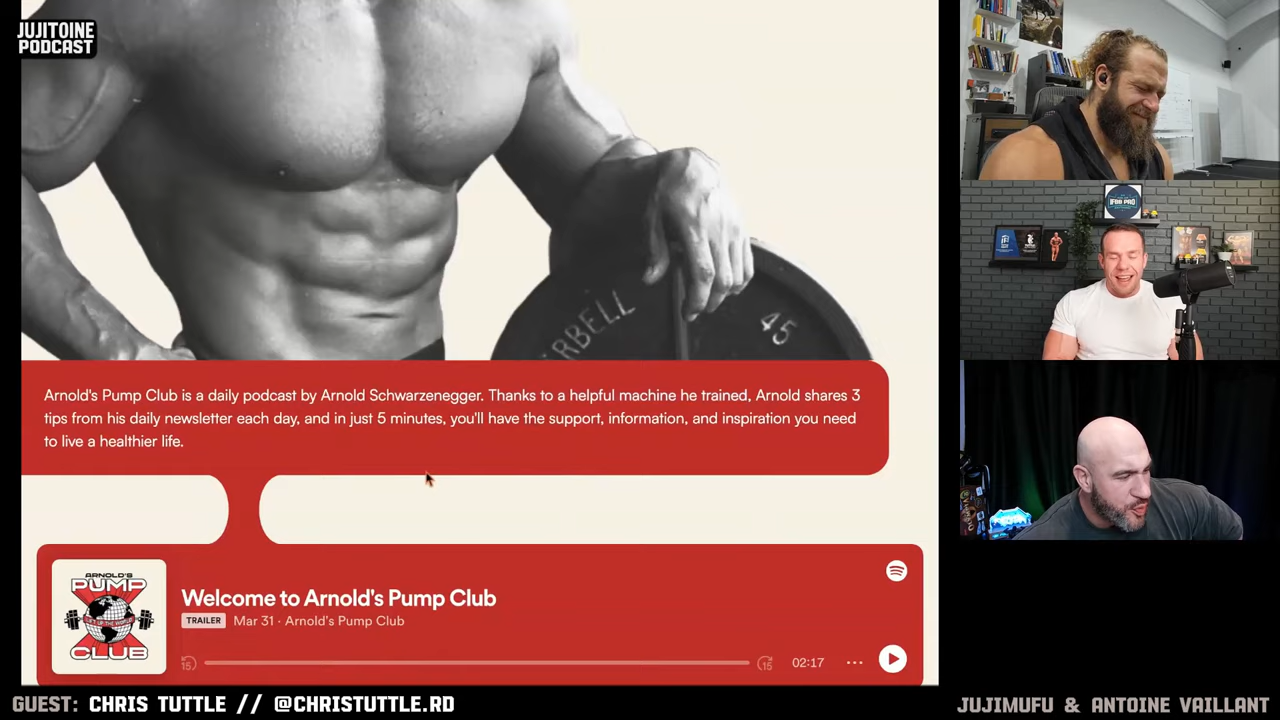 JUJITOINE
PODCAST
ERBELL
45
IFBB PRO
Arnold's Pump Club is a daily podcast by Arnold Schwarzenegger. Thanks to a helpful machine he trained, Arnold shares 3
tips from his daily newsletter each day, and in just 5 minutes, you'll have the support, information, and inspiration you need
to live a healthier life.
ARNOLD'S
PUMP
CLUB
Welcome to Arnold's Pump Club
TRAILER Mar 31 · Arnold's Pump Club
15
15
02:17
GUEST: CHRIS TUTTLE // @CHRISTUTTLE.RD
JUJIMUFU & ANTOINE VAILLANT